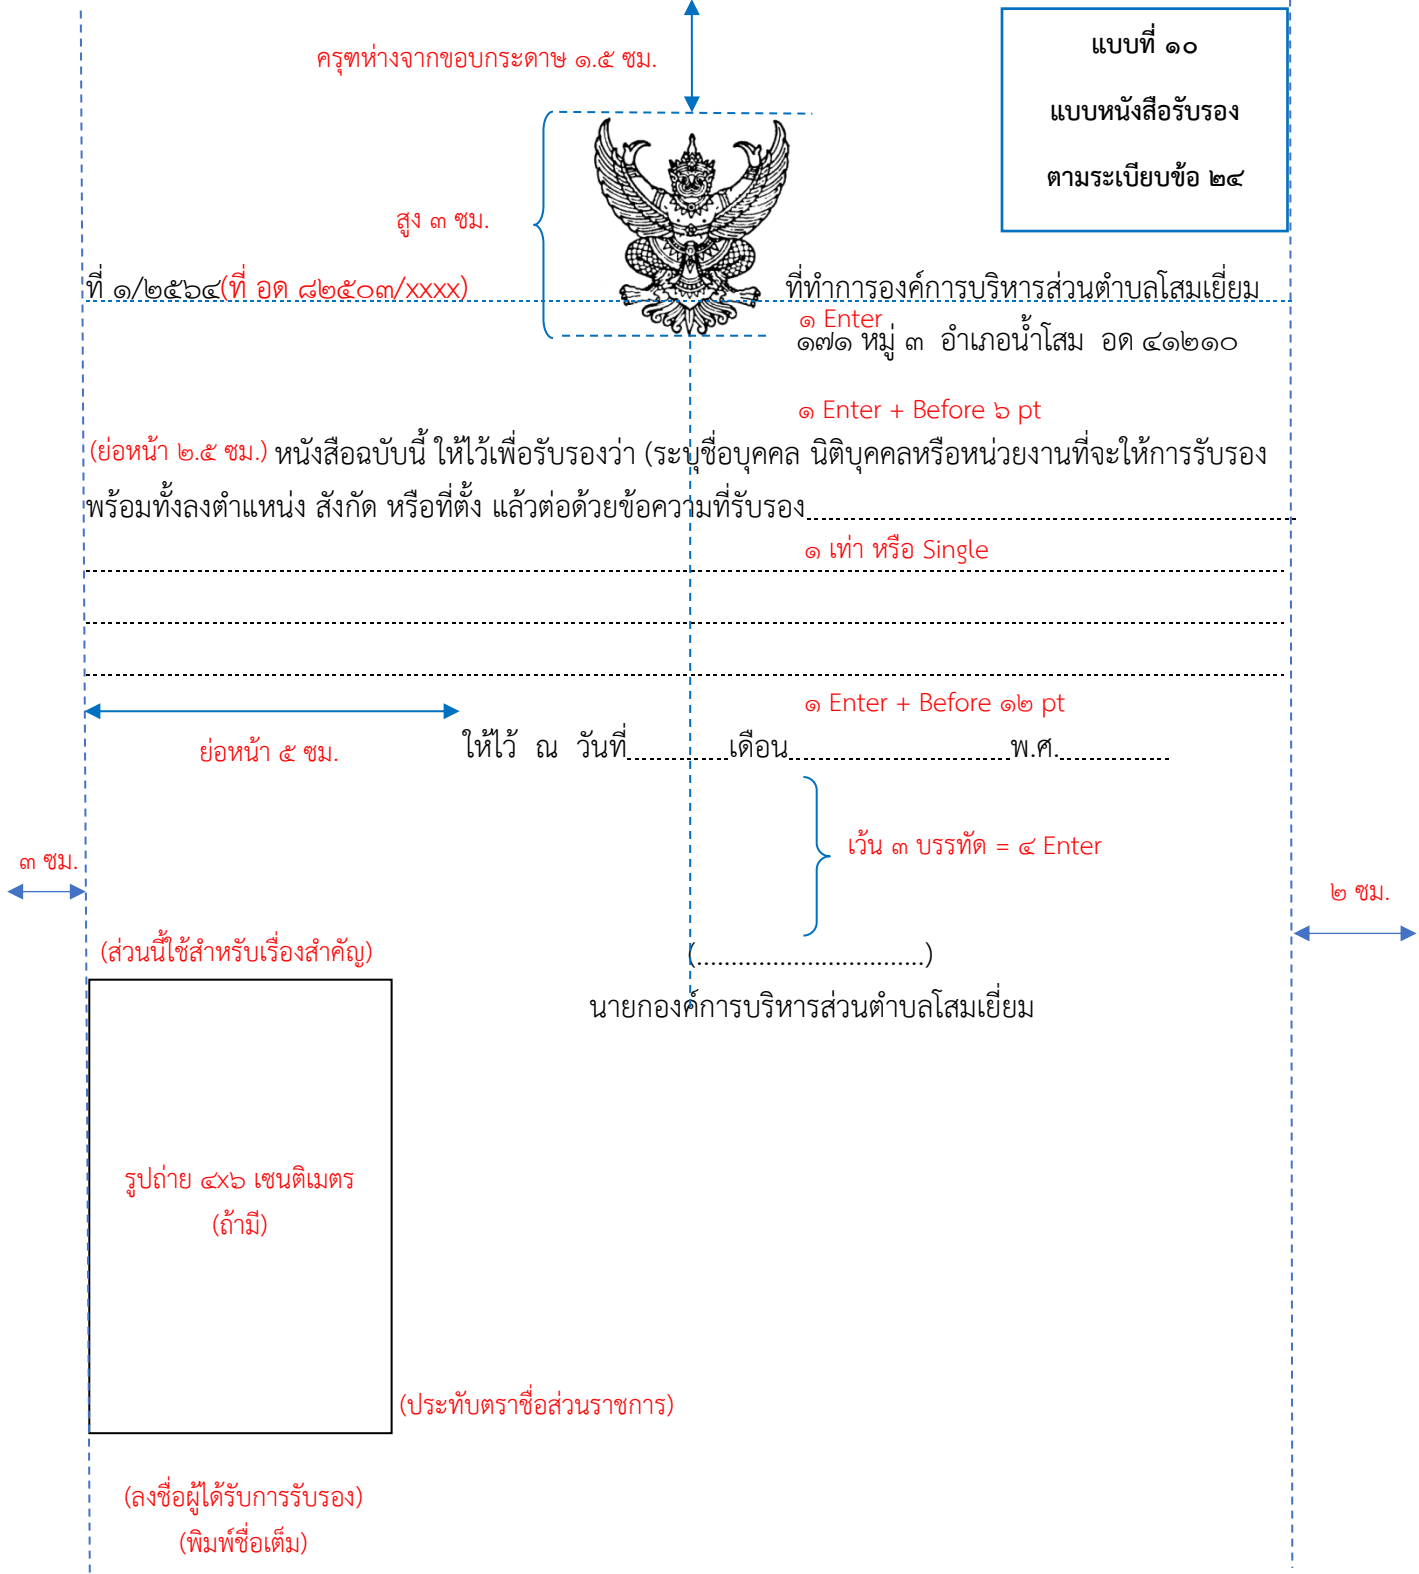 ครุฑห่างจากขอบกระดาษ ๑.๕ ซม.
แบบที่ ๑๐
แบบหนังสือรับรอง
ตามระเบียบข้อ ๒๔
สูง ๓ ซม.
ที่ ๑/๒๕๖๔(ที่ อด ๘๒๕๐๓/xxxx) ที่ทำการองค์การบริหารส่วนตำบลโสมเยี่ยม
๑ Enter
๑๗๑ หมู่ ๓ อำเภอน้ำโสม อด ๔๑๒๑๐
๑ Enter + Before ๖ pt
(ย่อหน้า ๒.๕ ซม.) หนังสือฉบับนี้ ให้ไว้เพื่อรับรองว่า (ระบุชื่อบุคคล นิติบุคคลหรือหน่วยงานที่จะให้การรับรอง
พร้อมทั้งลงตำแหน่ง สังกัด หรือที่ตั้ง แล้วต่อด้วยข้อความที่รับรอง
๑ เท่า หรือ Single
๑ Enter + Before ๑๒ pt
ย่อหน้า ๕ ซม. ให้ไว้ ณ วันที่..............เดือน..............................พ.ศ................
เว้น ๓ บรรทัด = ๔ Enter
๓ ซม.
๒ ซม.
(ส่วนนี้ใช้สำหรับเรื่องสำคัญ) (.................................)
นายกองค์การบริหารส่วนตำบลโสมเยี่ยม
รูปถ่าย ๔x๖ เซนติเมตร
(ถ้ามี)
(ประทับตราชื่อส่วนราชการ)
(ลงชื่อผู้ได้รับการรับรอง)
(พิมพ์ชื่อเต็ม)